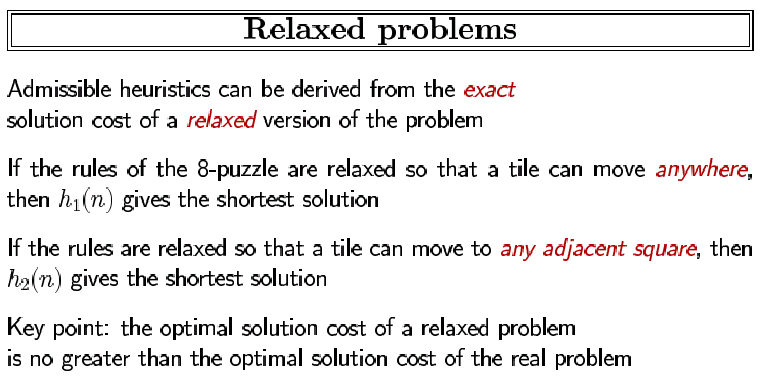 Relaxed problems
Admissible heuristics can be derived from the exact
solution cost of a relaxed version of the problem
If the rules of the 8-puzzle are relaxed so that a tile can move anywhere,
then h₁(n) gives the shortest solution
If the rules are relaxed so that a tile can move to any adjacent square, then
h₂(n) gives the shortest solution
Key point: the optimal solution cost of a relaxed problem
is no greater than the optimal solution cost of the real problem